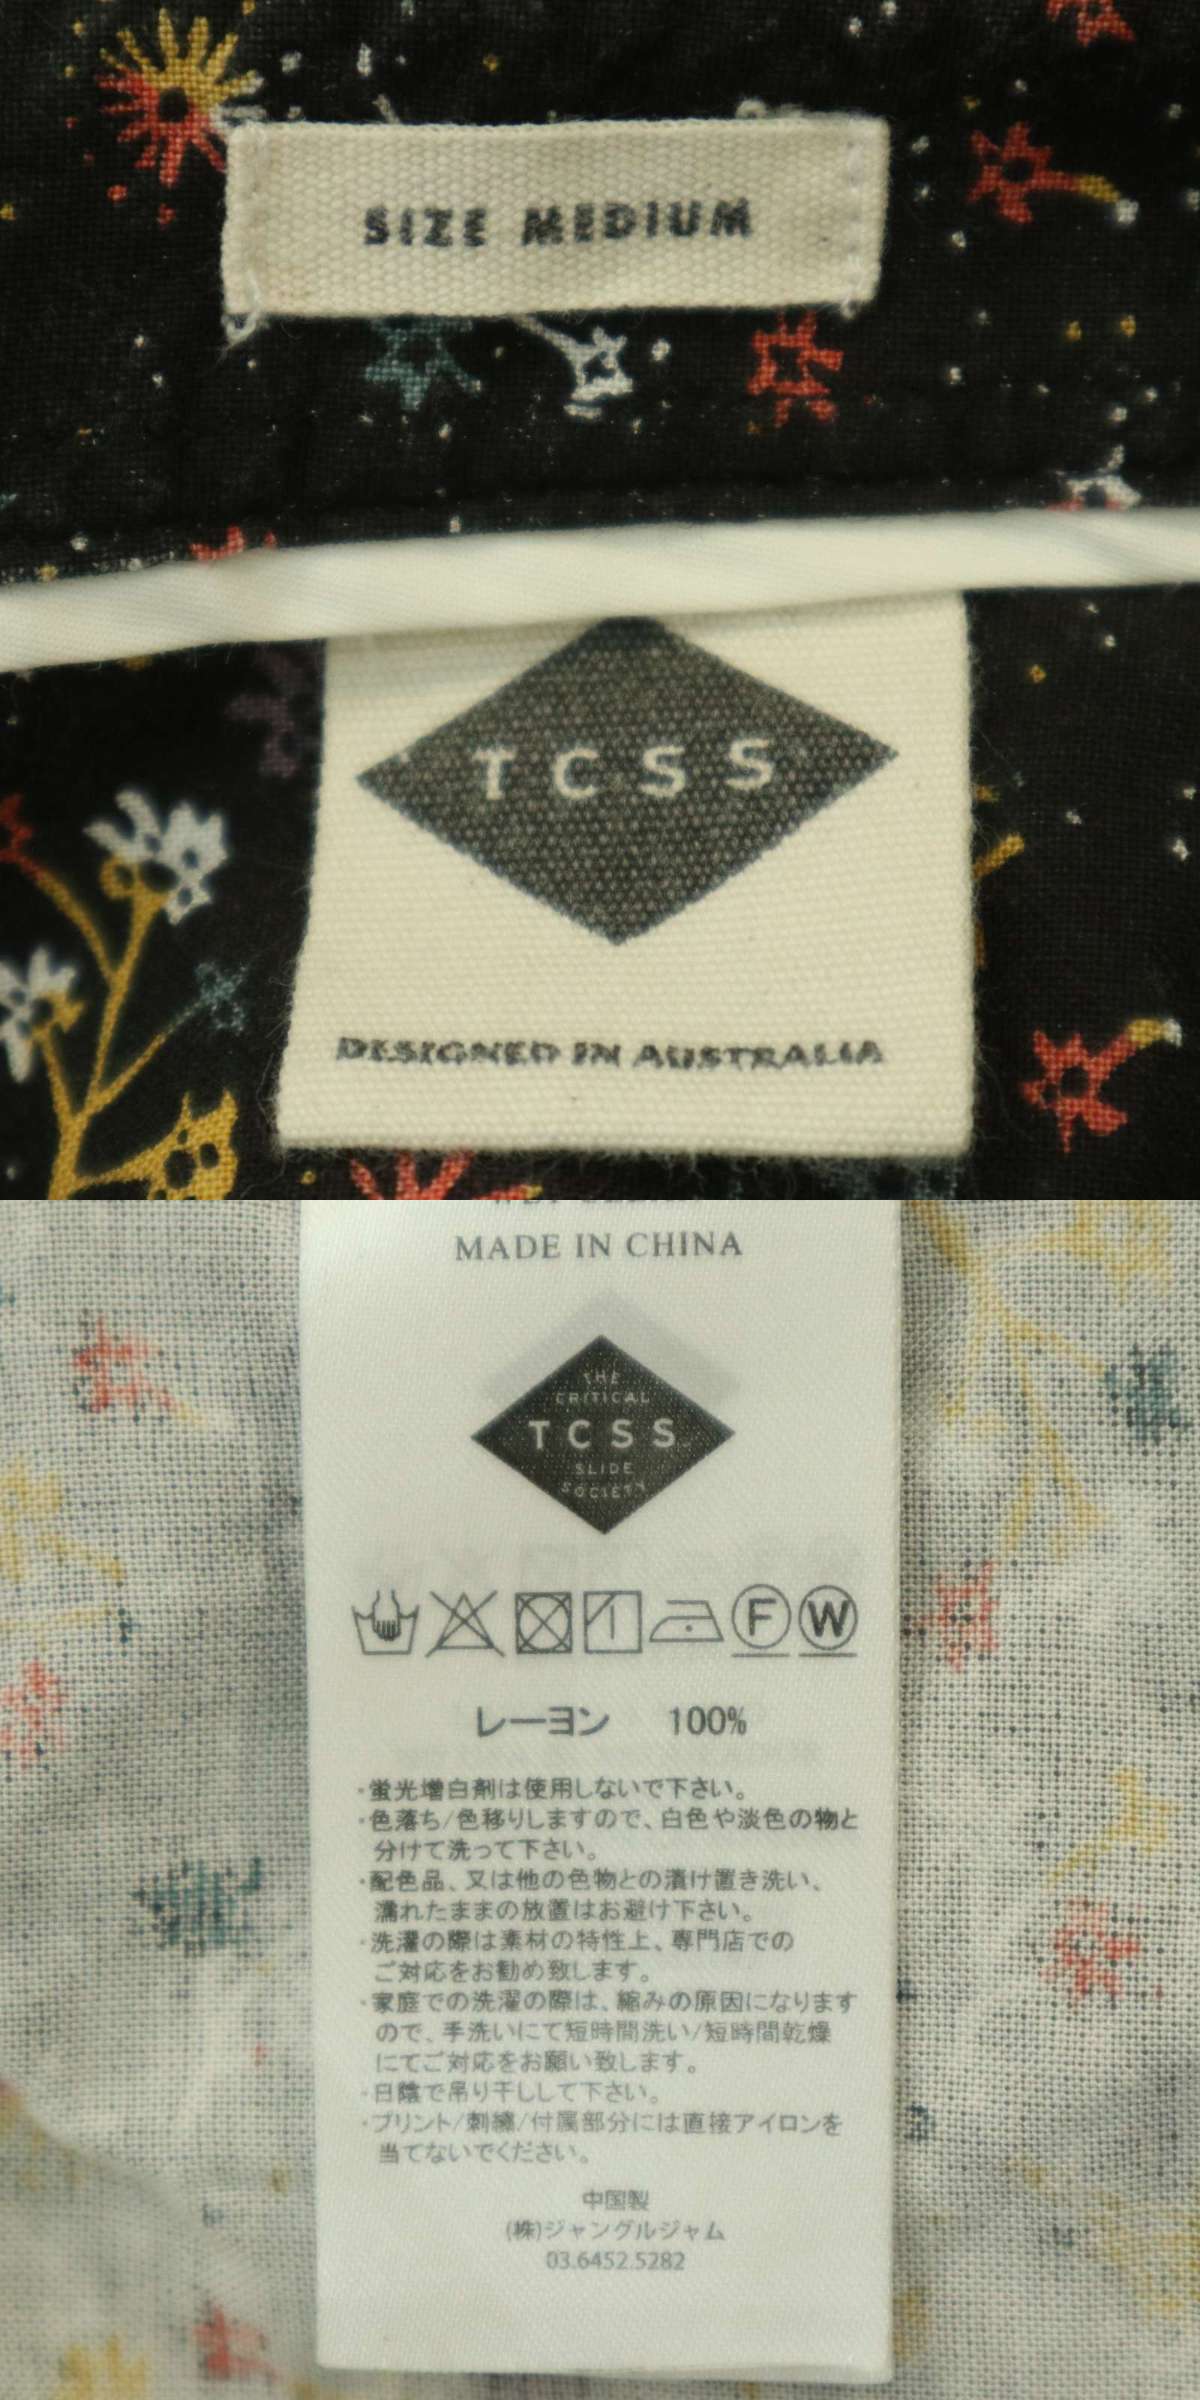 SIZE MEDIUM
TCSS
DESIGNED IN AUSTRALIA
MADE IN CHINA
THE
CRITICAL
TCSS
SLIDE
SOCIETY
F W
レーヨン 100%
・蛍光増白剤は使用しないで下さい。
・色落ち/色移りしますので、白色や淡色の物と
分けて洗って下さい。
・配色品、又は他の色物との漬け置き洗い、
濡れたままの放置はお避け下さい。
・洗濯の際は素材の特性上、専門店での
ご対応をお勧め致します。
・家庭での洗濯の際は、縮みの原因になります
ので、手洗いにて短時間洗い/短時間乾燥
にてご対応をお願い致します。
・日陰で吊り干しして下さい。
・プリント/刺繍/付属部分には直接アイロンを
当てないでください。
中国製
(株)ジャングルジャム
03.6452.5282